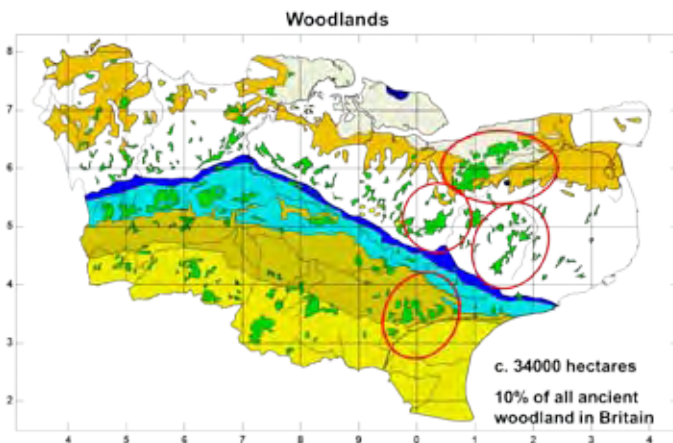 Woodlands
8
7
6
5
4
3
2
c. 34000 hectares
10% of all ancient
woodland in Britain
4 5 6 7 8 9 0 1 2 3 4